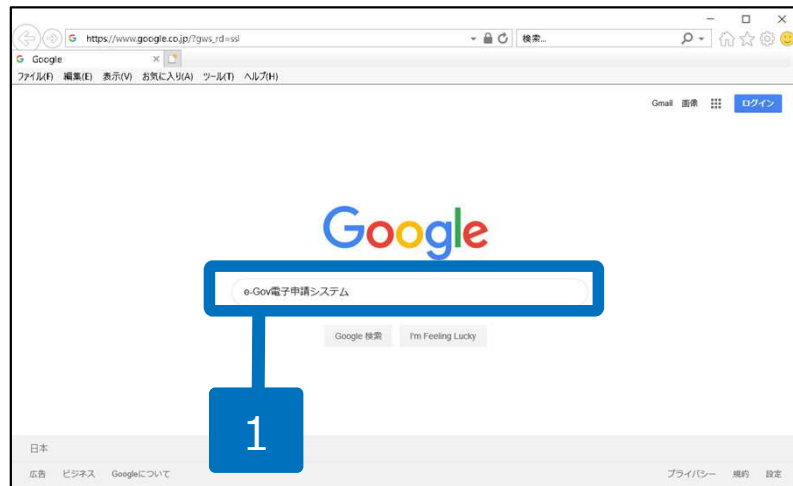 https://www.google.co.jp/?gws_rd=ssl 検索...
Google
ファイル(F) 編集(E) 表示(V) お気に入り(A) ツール(T) ヘルプ(H)
Gmail 画像 ログイン
Google
e-Gov電子申請システム
Google 検索 I'm Feeling Lucky
1
日本
広告 ビジネス Googleについて プライバシー 規約 設定